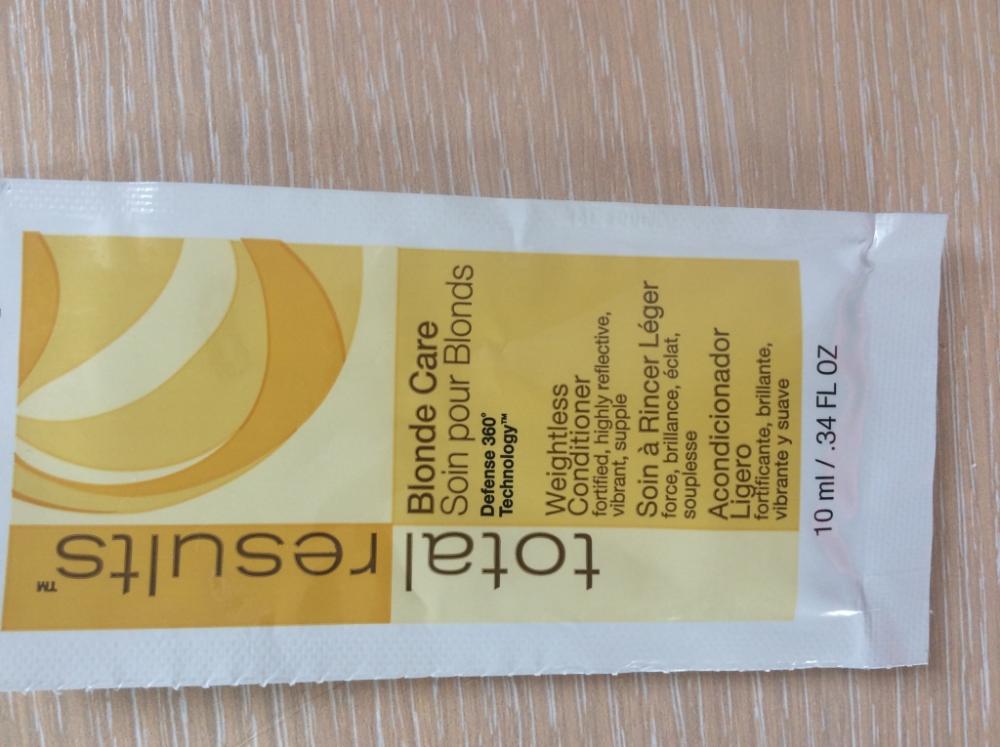 total results™
Blonde Care
Soin pour Blonds
Defense 360°
Technology™
Weightless
Conditioner
fortified, highly reflective,
vibrant, supple
Soin à Rincer Léger
force, brillance, éclat,
souplesse
Acondicionador
Ligero
fortificante, brillante,
vibrante y suave
10 ml / .34 FL OZ